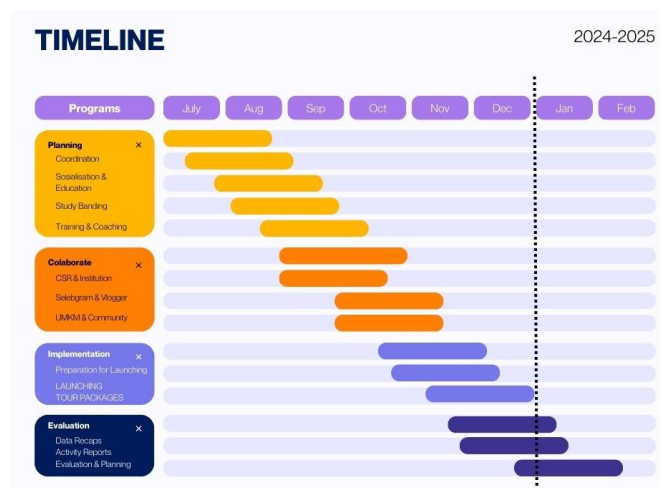 TIMELINE
2024-2025
Programs
July
Aug
Sep
Oct
Nov
Dec
Jan
Feb
Planning ×
Coordination
Sosialisation &
Education
Study Banding
Training & Coaching
Colaborate ×
CSR & Institution
Selebgram & Vlogger
UMKM & Community
Implementation ×
Preparation for Launching
LAUNCHING
TOUR PACKAGES
Evaluation ×
Data Recaps
Activity Reports
Evaluation & Planning